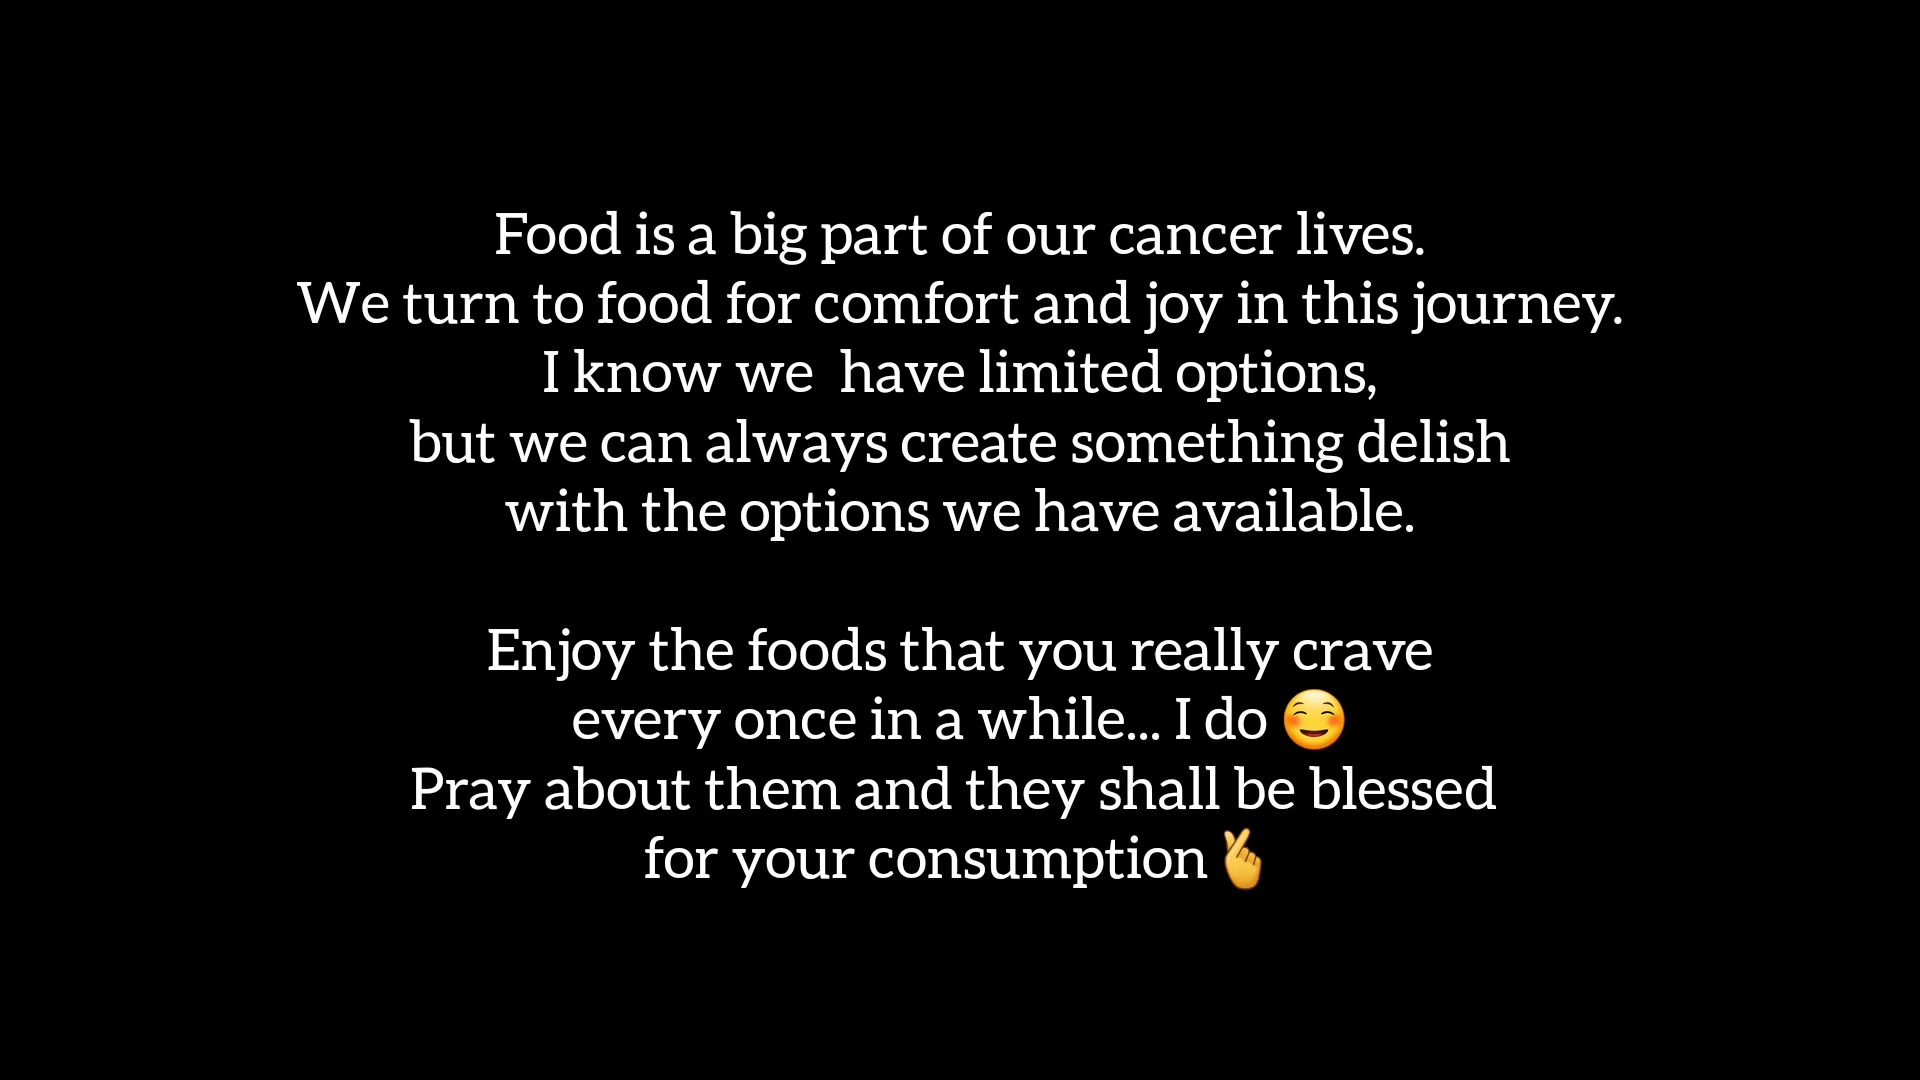 Food is a big part of our cancer lives.
We turn to food for comfort and joy in this journey.
I know we  have limited options,
but we can always create something delish
with the options we have available.
Enjoy the foods that you really crave
every once in a while... I do 😊
Pray about them and they shall be blessed
for your consumption🤞